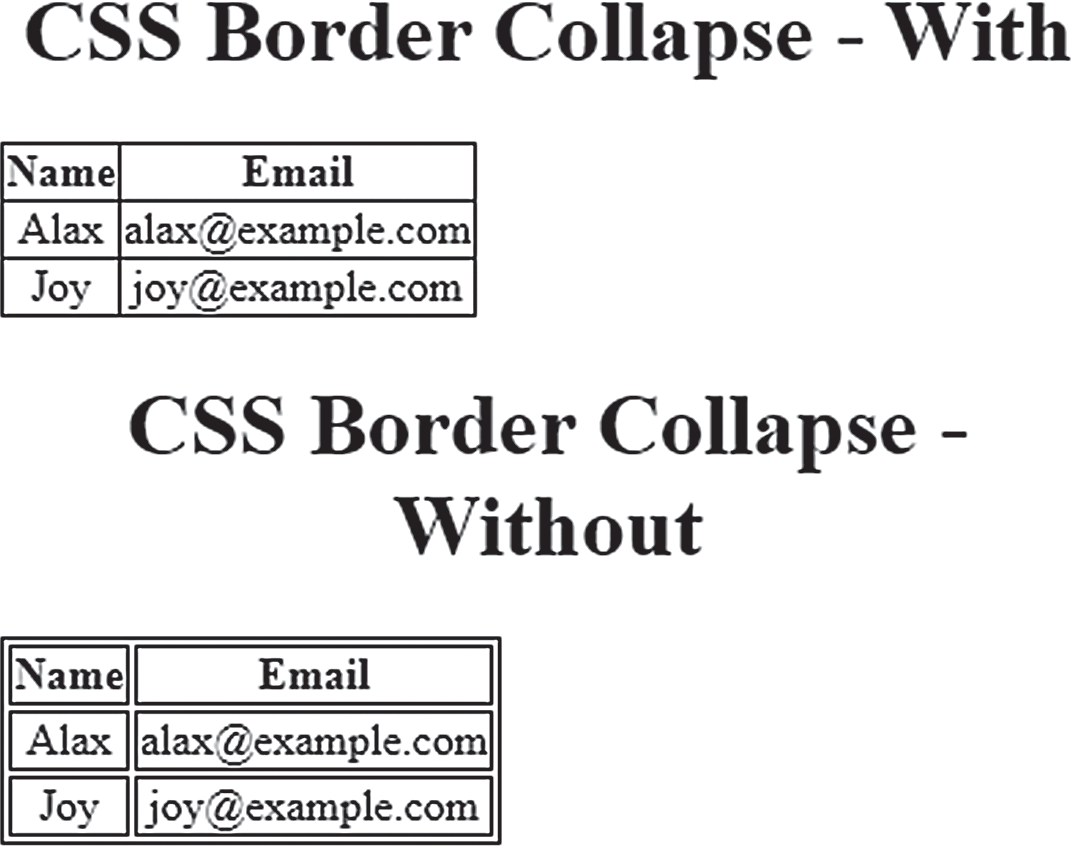 CSS Border Collapse - With
Name Email
Alax alax@example.com
Joy joy@example.com
CSS Border Collapse -
Without
Name Email
Alax alax@example.com
Joy joy@example.com